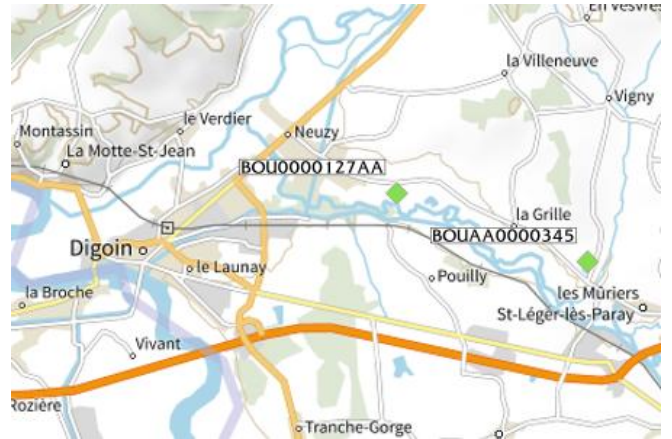 En Vesvres
la Villeneuve
Vigny
le Verdier
Neuzy
Montassin
La Motte-St-Jean
BOU0000127AA
la Grille
BOUAA0000345
Digoin
le Launay
Pouilly
la Broche
les Mûriers
St-Léger-lès-Paray
Vivant
Rozière
Tranche-Gorge